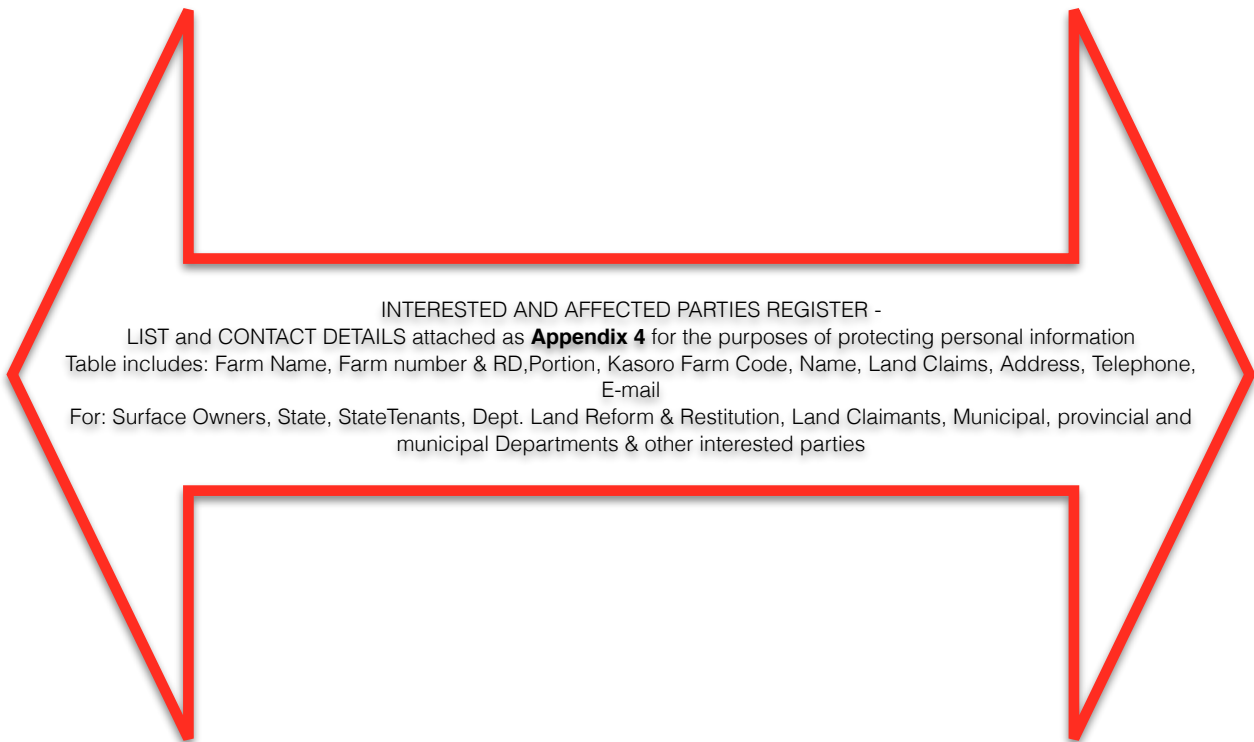 INTERESTED AND AFFECTED PARTIES REGISTER -
LIST and CONTACT DETAILS attached as Appendix 4 for the purposes of protecting personal information
Table includes: Farm Name, Farm number & RD,Portion, Kasoro Farm Code, Name, Land Claims, Address, Telephone,
E-mail
For: Surface Owners, State, StateTenants, Dept. Land Reform & Restitution, Land Claimants, Municipal, provincial and
municipal Departments & other interested parties